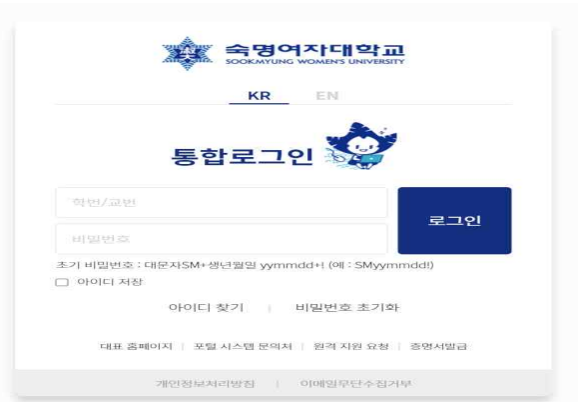 숙명여자대학교
SOOKMYUNG WOMEN'S UNIVERSITY
KR EN
통합로그인
학번/교번
로그인
비밀번호
초기 비밀번호 : 대문자SM+생년월일 yymmdd+! (예 : SMyymmdd!)
아이디 저장
아이디 찾기 | 비밀번호 초기화
대표 홈페이지 | 포털 시스템 문의처 | 원격 지원 요청 | 증명서발급
개인정보처리방침 | 이메일무단수집거부